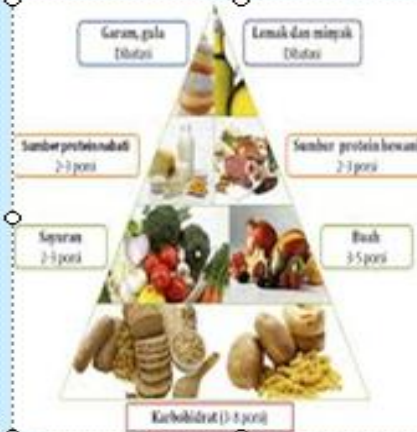 Garam, gula
Dibatasi
Lemak dan minyak
Dibatasi
Sumber protein nabati
2-3 porsi
Sumber protein hewani
2-3 porsi
Sayuran
2-3 porsi
Buah
3-5 porsi
Karbohidrat (3-8 porsi)